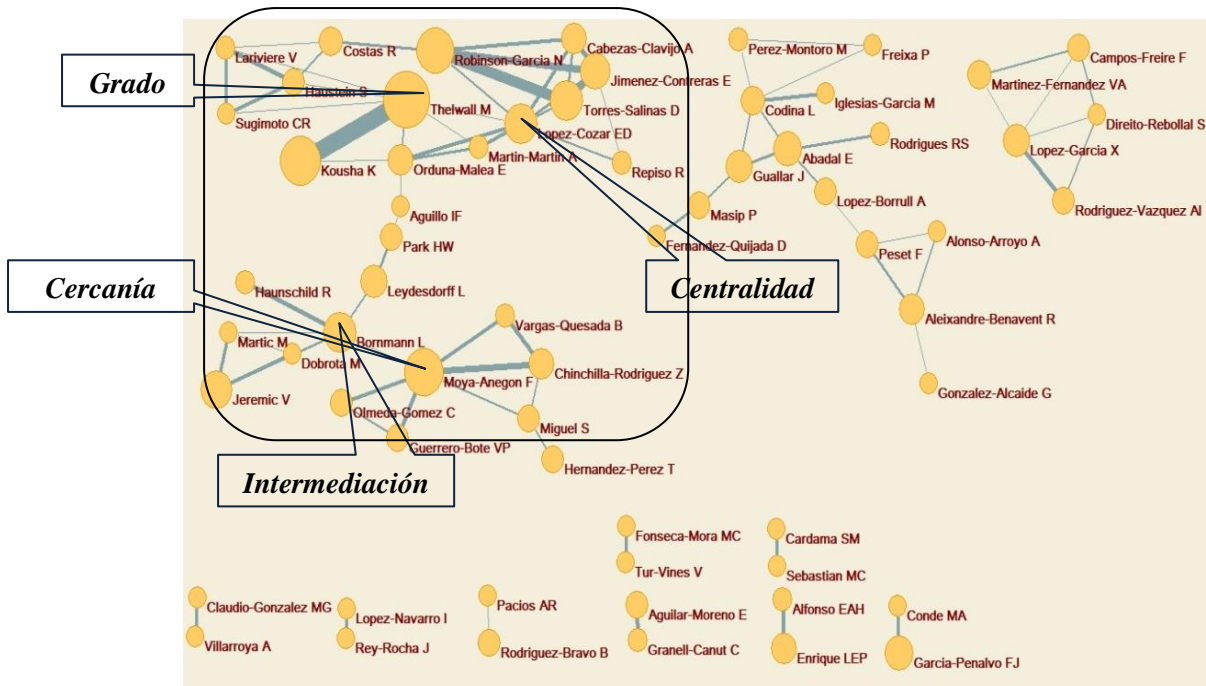 Grado
Cercanía
Intermediación
Centralidad
Lariviere V
Costas R
Haustein S
Sugimoto CR
Robinson-Garcia N
Cabezas-Clavijo A
Jimenez-Contreras E
Thelwall M
Torres-Salinas D
Lopez-Cozar ED
Kousha K
Martin-Martin A
Orduna-Malea E
Repiso R
Aguillo IF
Park HW
Leydesdorff L
Haunschild R
Bornmann L
Martic M
Dobrota M
Jeremic V
Vargas-Quesada B
Moya-Anegon F
Chinchilla-Rodriguez Z
Olmeda-Gomez C
Miguel S
Guerrero-Bote VP
Hernandez-Perez T
Perez-Montoro M
Freixa P
Codina L
Iglesias-Garcia M
Abadal E
Rodrigues RS
Guallar J
Masip P
Lopez-Borrull A
Fernandez-Quijada D
Peset F
Alonso-Arroyo A
Aleixandre-Benavent R
Gonzalez-Alcaide G
Campos-Freire F
Martinez-Fernandez VA
Direito-Rebollal S
Lopez-Garcia X
Rodriguez-Vazquez AI
Fonseca-Mora MC
Tur-Vines V
Cardama SM
Sebastian MC
Claudio-Gonzalez MG
Villarroya A
Lopez-Navarro I
Rey-Rocha J
Pacios AR
Rodriguez-Bravo B
Aguilar-Moreno E
Granell-Canut C
Alfonso EAH
Enrique LEP
Conde MA
Garcia-Penalvo FJ